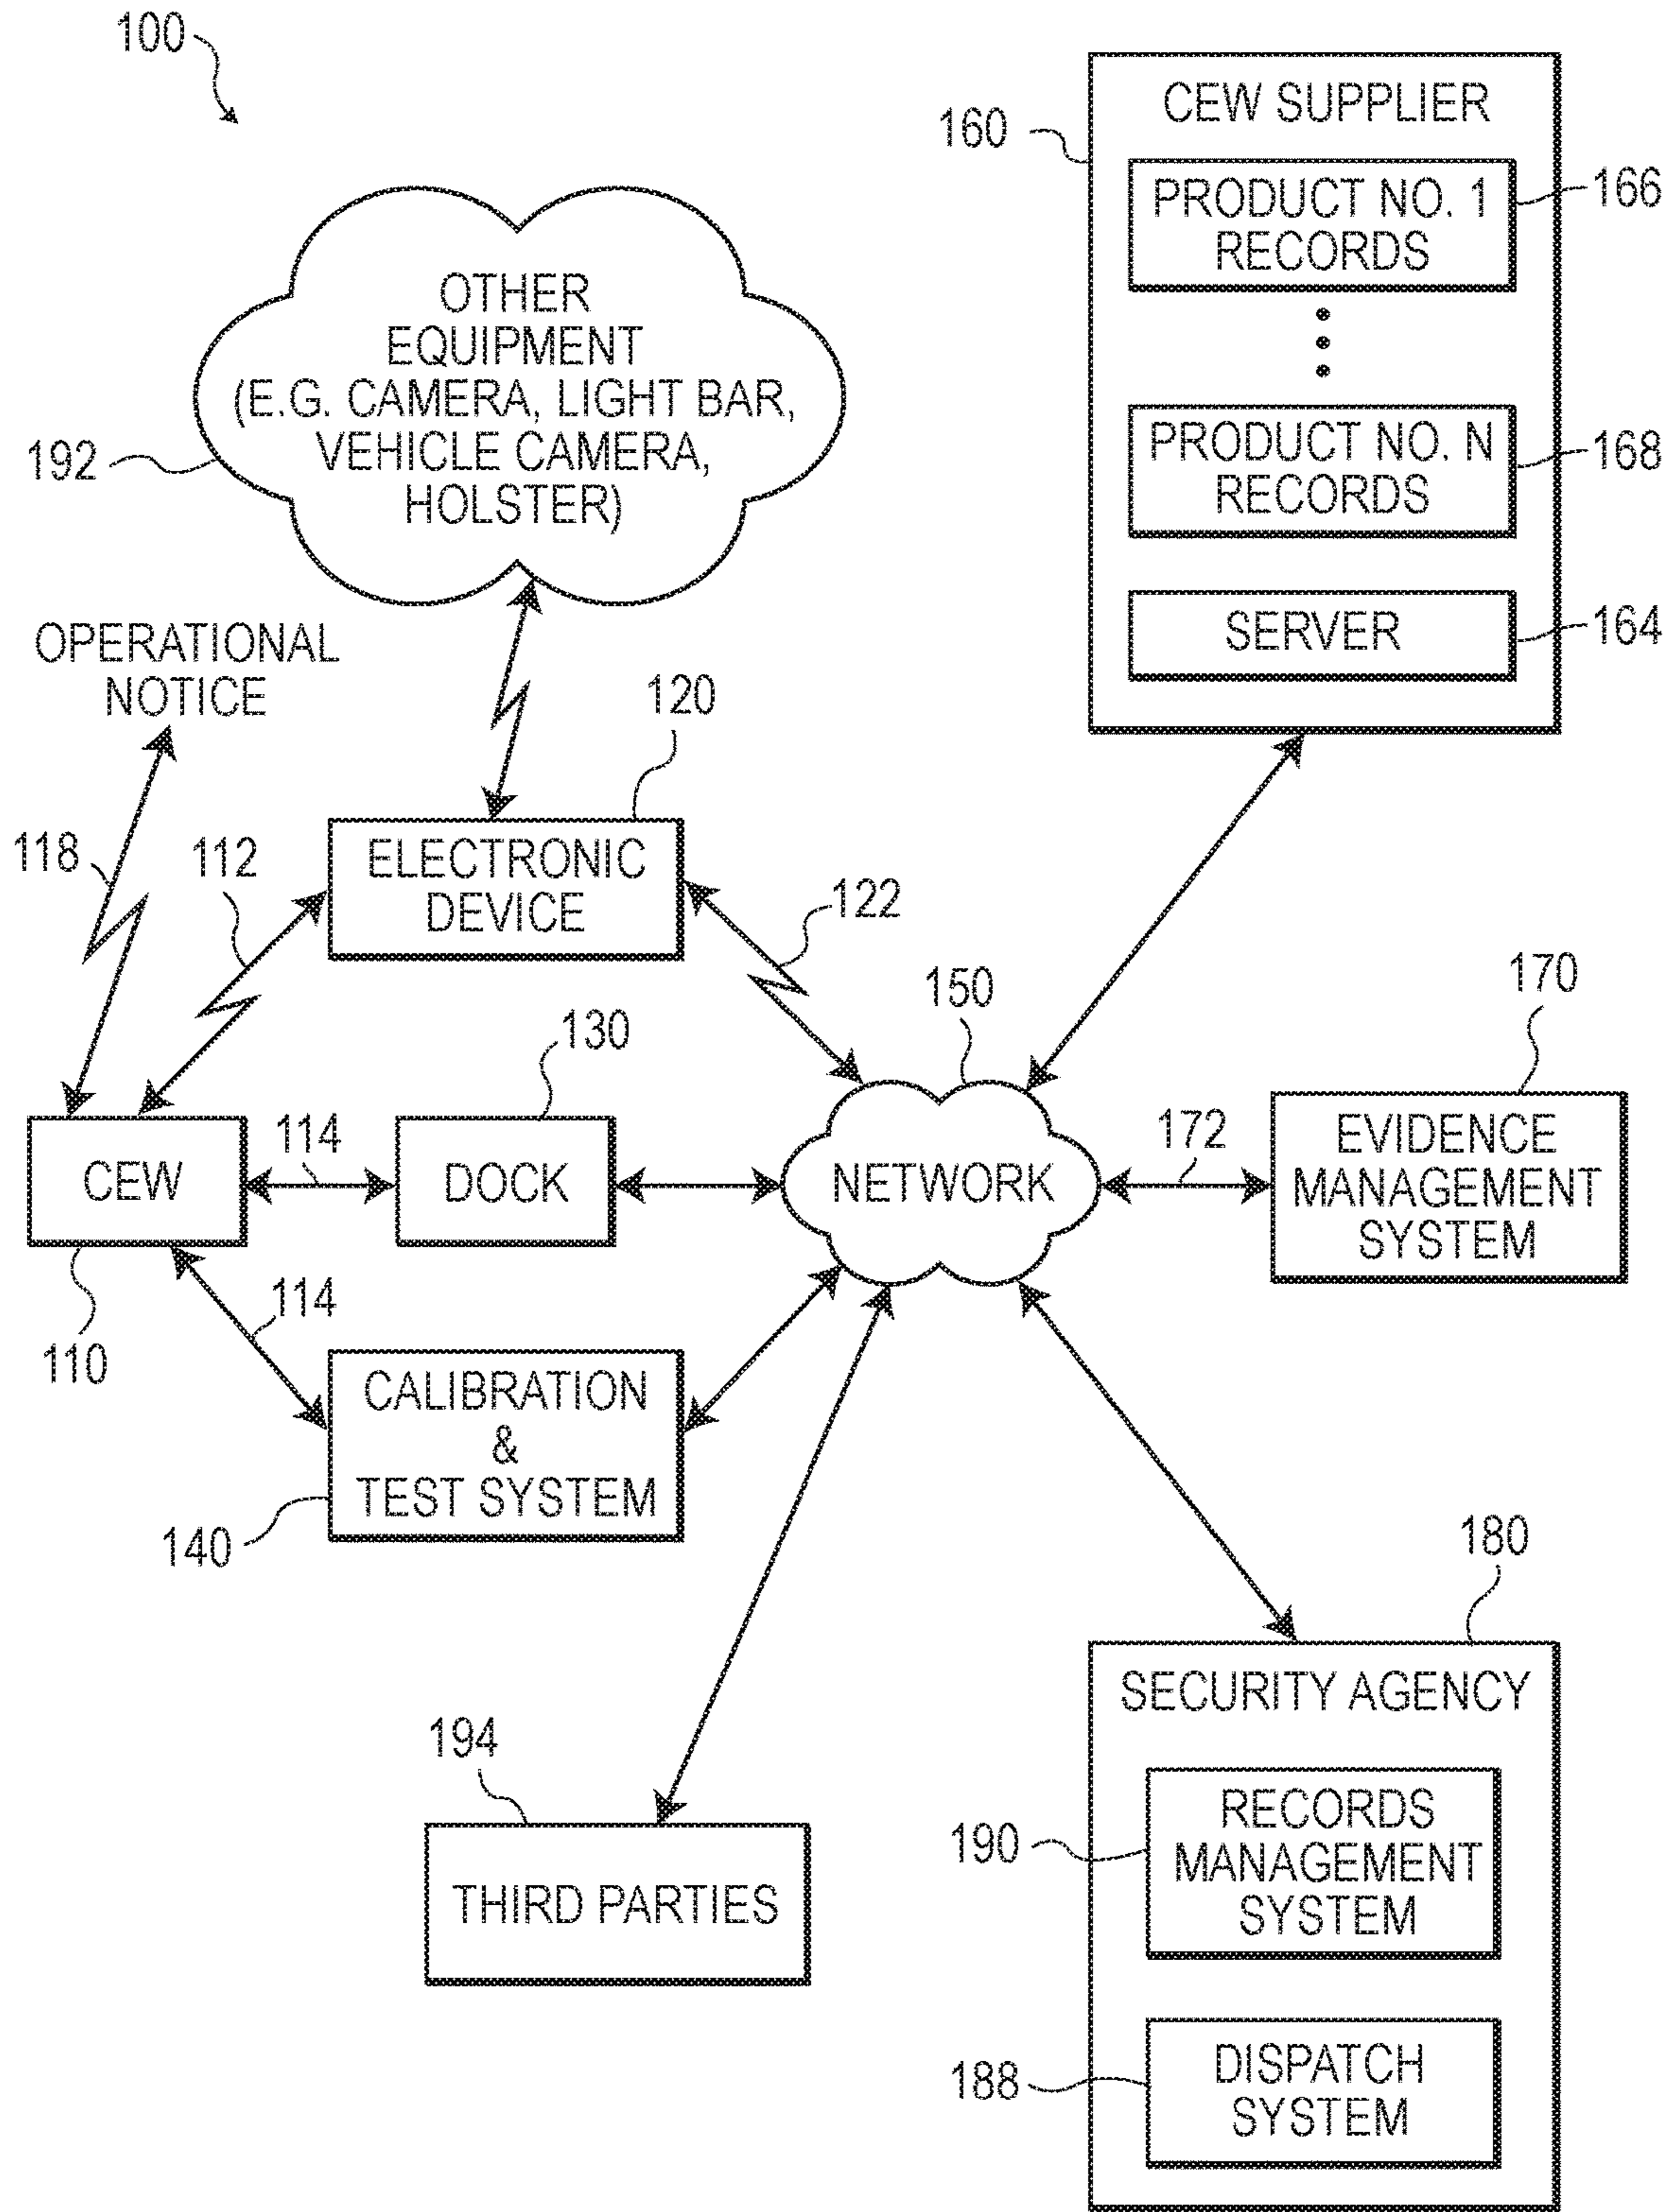 100
CEW SUPPLIER
160
PRODUCT NO. 1
RECORDS
166
PRODUCT NO. N
RECORDS
168
SERVER
164
OTHER
EQUIPMENT
(E.G. CAMERA, LIGHT BAR,
VEHICLE CAMERA,
HOLSTER)
192
OPERATIONAL
NOTICE
120
118
112
ELECTRONIC
DEVICE
122
150
170
130
CEW
114
DOCK
NETWORK
172
EVIDENCE
MANAGEMENT
SYSTEM
110
114
CALIBRATION
&
TEST SYSTEM
140
180
SECURITY AGENCY
194
THIRD PARTIES
190
RECORDS
MANAGEMENT
SYSTEM
188
DISPATCH
SYSTEM